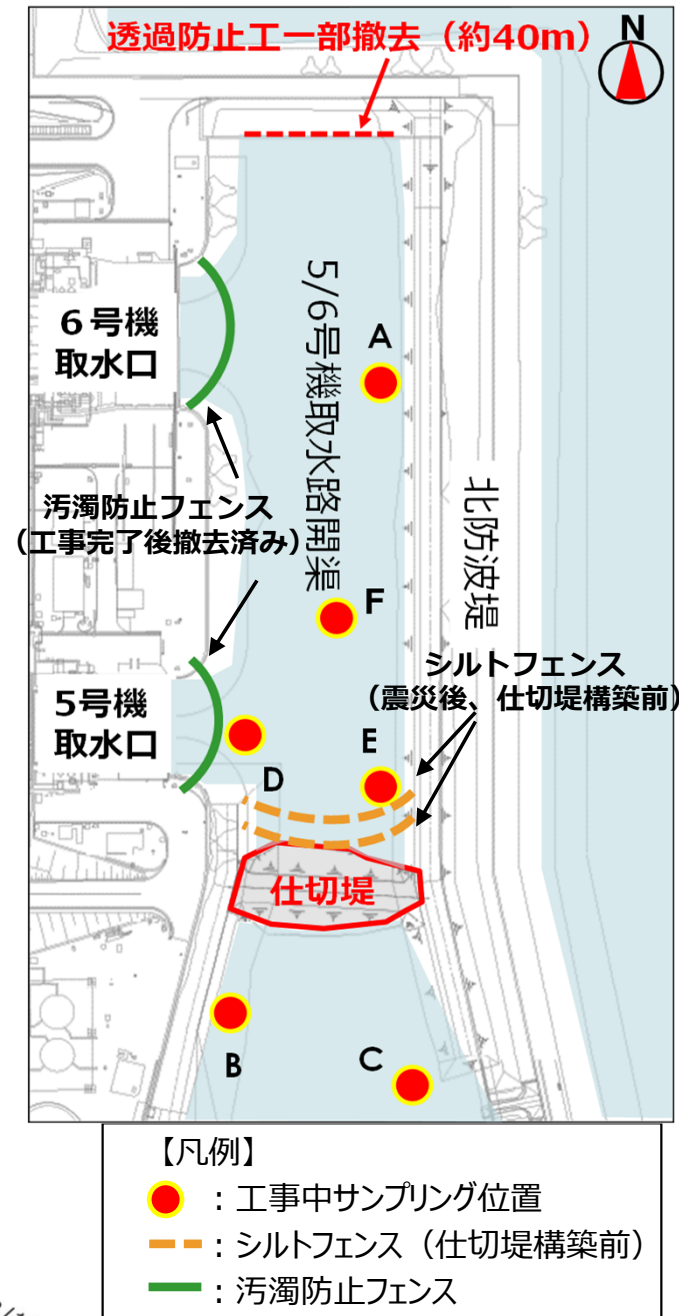 透過防止工一部撤去（約40m）
N
６号機
取水口
5/6号機取水路開渠
A
汚濁防止フェンス
（工事完了後撤去済み）
北防波堤
F
シルトフェンス
（震災後、仕切堤構築前）
5号機
取水口
E
D
仕切堤
B
C
【凡例】
：工事中サンプリング位置
：シルトフェンス（仕切堤構築前）
：汚濁防止フェンス